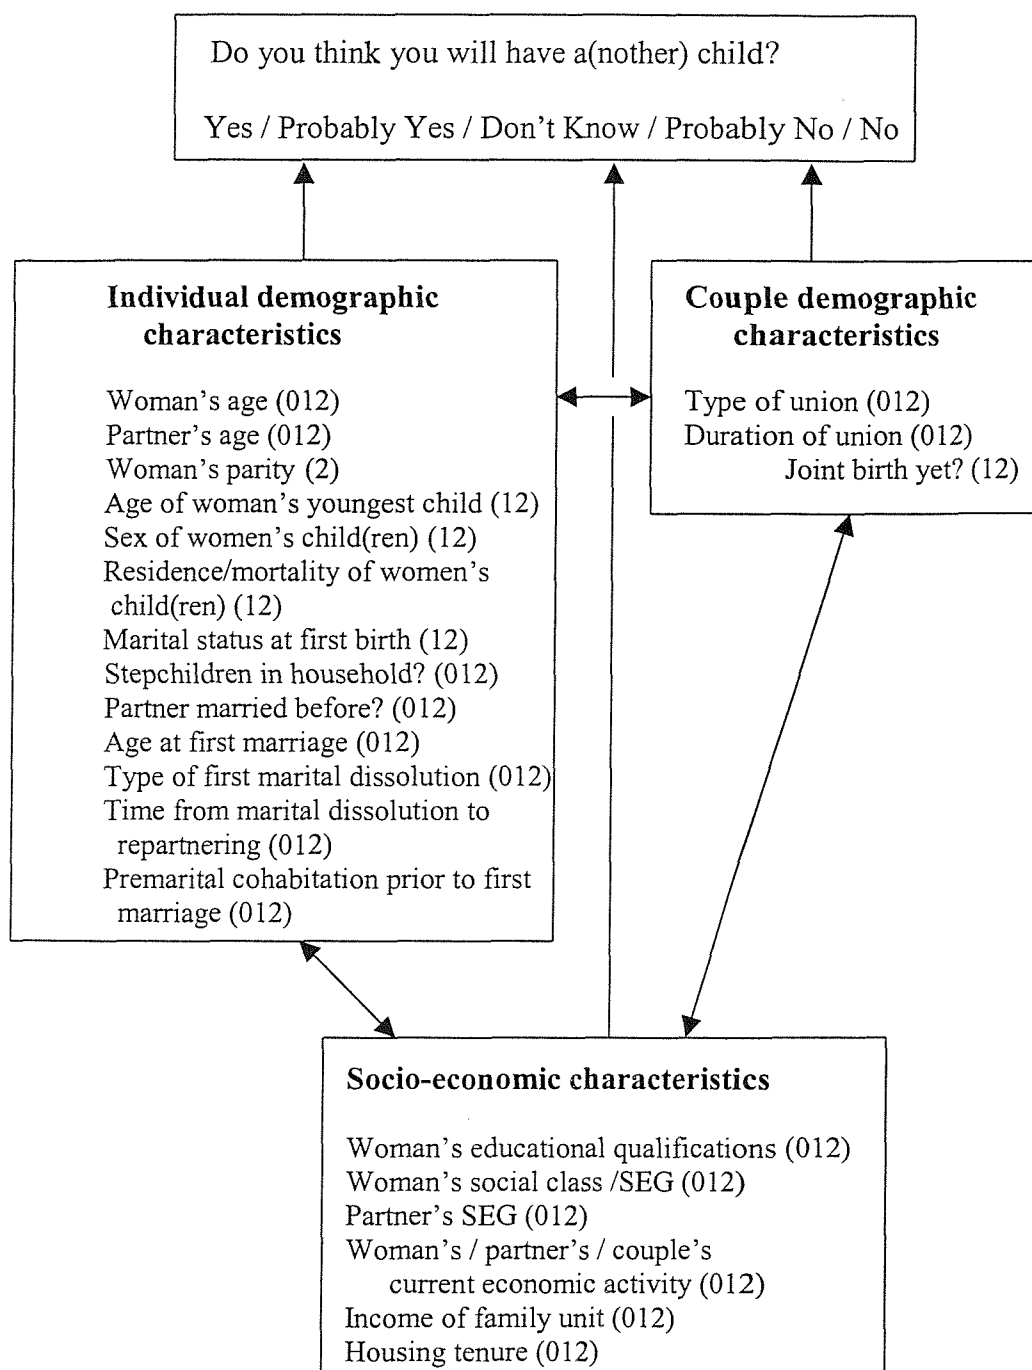 Do you think you will have a(nother) child?
Yes / Probably Yes / Don't Know / Probably No / No
Individual demographic
characteristics
Woman's age (012)
Partner's age (012)
Woman's parity (2)
Age of woman's youngest child (12)
Sex of women's child(ren) (12)
Residence/mortality of women's
child(ren) (12)
Marital status at first birth (12)
Stepchildren in household? (012)
Partner married before? (012)
Age at first marriage (012)
Type of first marital dissolution (012)
Time from marital dissolution to
repartnering (012)
Premarital cohabitation prior to first
marriage (012)
Couple demographic
characteristics
Type of union (012)
Duration of union (012)
Joint birth yet? (12)
Socio-economic characteristics
Woman's educational qualifications (012)
Woman's social class /SEG (012)
Partner's SEG (012)
Woman's / partner's / couple's
current economic activity (012)
Income of family unit (012)
Housing tenure (012)